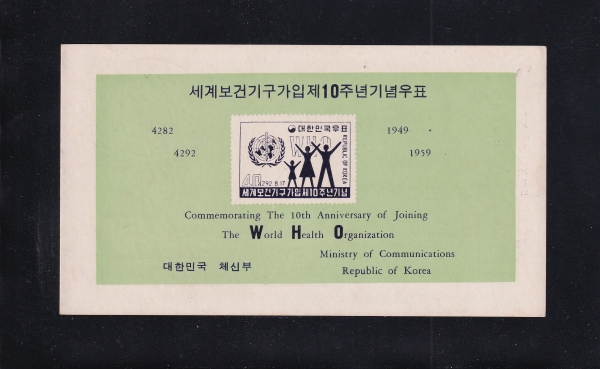 세계보건기구가입제10주년기념우표
4282
1949
4292
1959
대한민국우표
WHO
REPUBLIC OF KOREA
40
4292.8.17
세계보건기구가입제10주년기념
Commemorating The 10th Anniversary of Joining
The World Health Organization
Ministry of Communications
대한민국 체신부
Republic of Korea